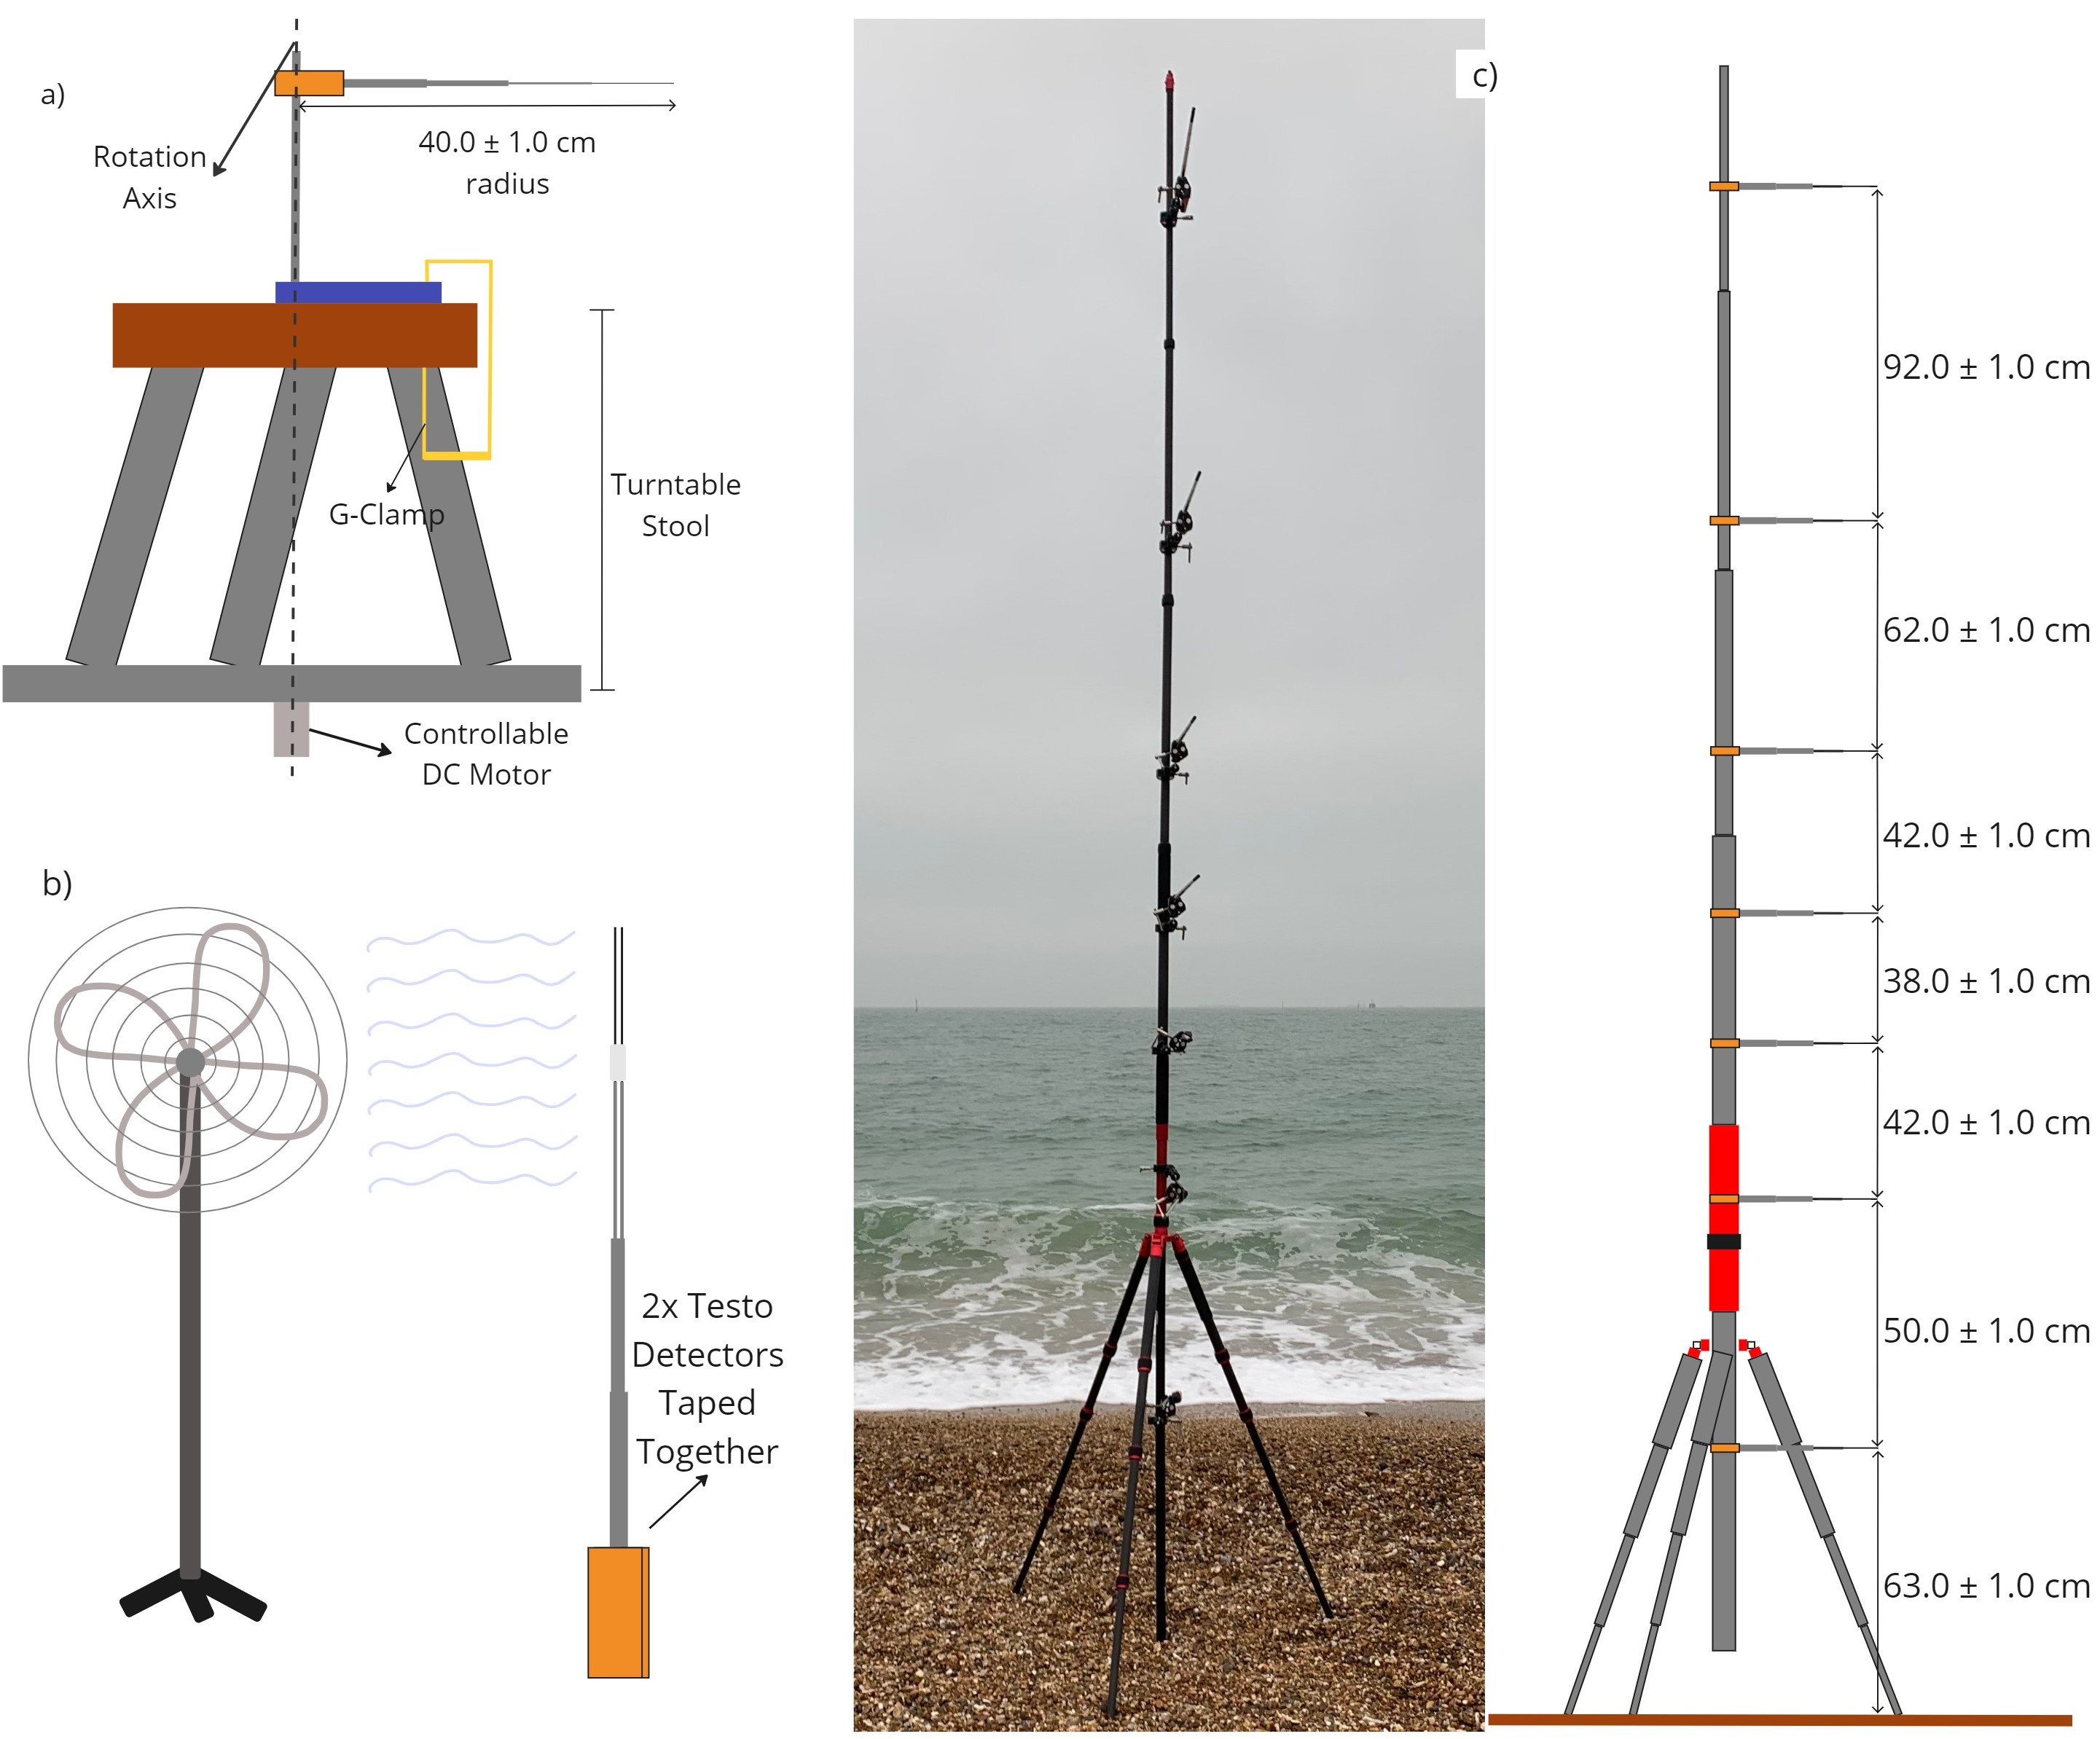 a)
Rotation
Axis
40.0 ± 1.0 cm
radius
G-Clamp
Turntable
Stool
Controllable
DC Motor
b)
2x Testo
Detectors
Taped
Together
c)
92.0 ± 1.0 cm
62.0 ± 1.0 cm
42.0 ± 1.0 cm
38.0 ± 1.0 cm
42.0 ± 1.0 cm
50.0 ± 1.0 cm
63.0 ± 1.0 cm